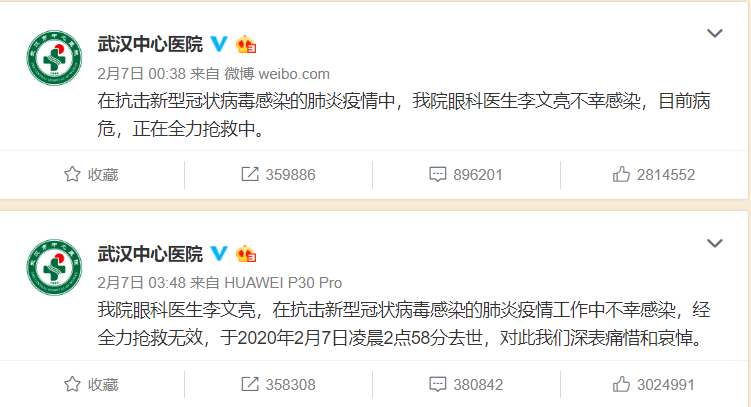 武汉中心医院
2月7日 00:38 来自 微博 weibo.com
在抗击新型冠状病毒感染的肺炎疫情中，我院眼科医生李文亮不幸感染，目前病
危，正在全力抢救中。
收藏 359886 896201 2814552
武汉中心医院
2月7日 03:48 来自 HUAWEI P30 Pro
我院眼科医生李文亮，在抗击新型冠状病毒感染的肺炎疫情工作中不幸感染，经
全力抢救无效，于2020年2月7日凌晨2点58分去世，对此我们深表痛惜和哀悼。
收藏 358308 380842 3024991